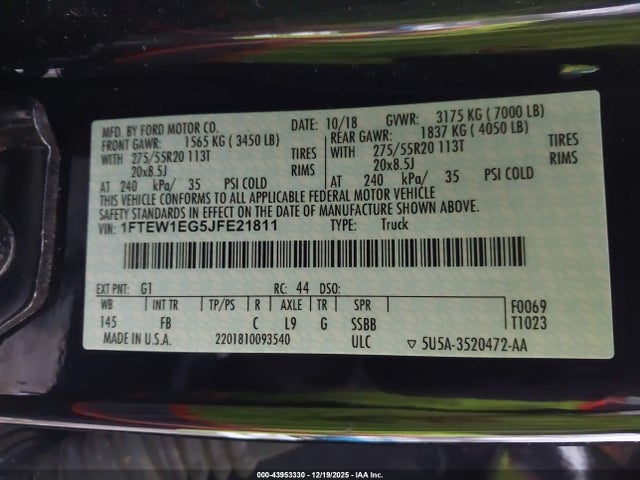 MFD. BY FORD MOTOR CO. DATE: 10/18 GVWR: 3175 KG ( 7000 LB)
FRONT GAWR: 1565 KG ( 3450 LB) REAR GAWR: 1837 KG ( 4050 LB)
WITH 275/55R20 113T TIRES WITH 275/55R20 113T TIRES
20x8.5J RIMS 20x8.5J RIMS
AT 240 kPa/ 35 PSI COLD AT 240 kPa/ 35 PSI COLD
THIS VEHICLE CONFORMS TO ALL APPLICABLE FEDERAL MOTOR VEHICLE
SAFETY STANDARDS IN EFFECT ON THE DATE OF MANUFACTURE SHOWN ABOVE.
VIN: 1FTEW1EG5JFE21811 TYPE: Truck
EXT PNT: G1 RC: 44 DSO:
WB INT TR TP/PS R AXLE TR SPR F0069
145 FB C L9 G SSBB T1023
MADE IN U.S.A. 2201810093540 ULC ▽ 5U5A-3520472-AA
000-43953330 - 12/19/2025 - IAA Inc.